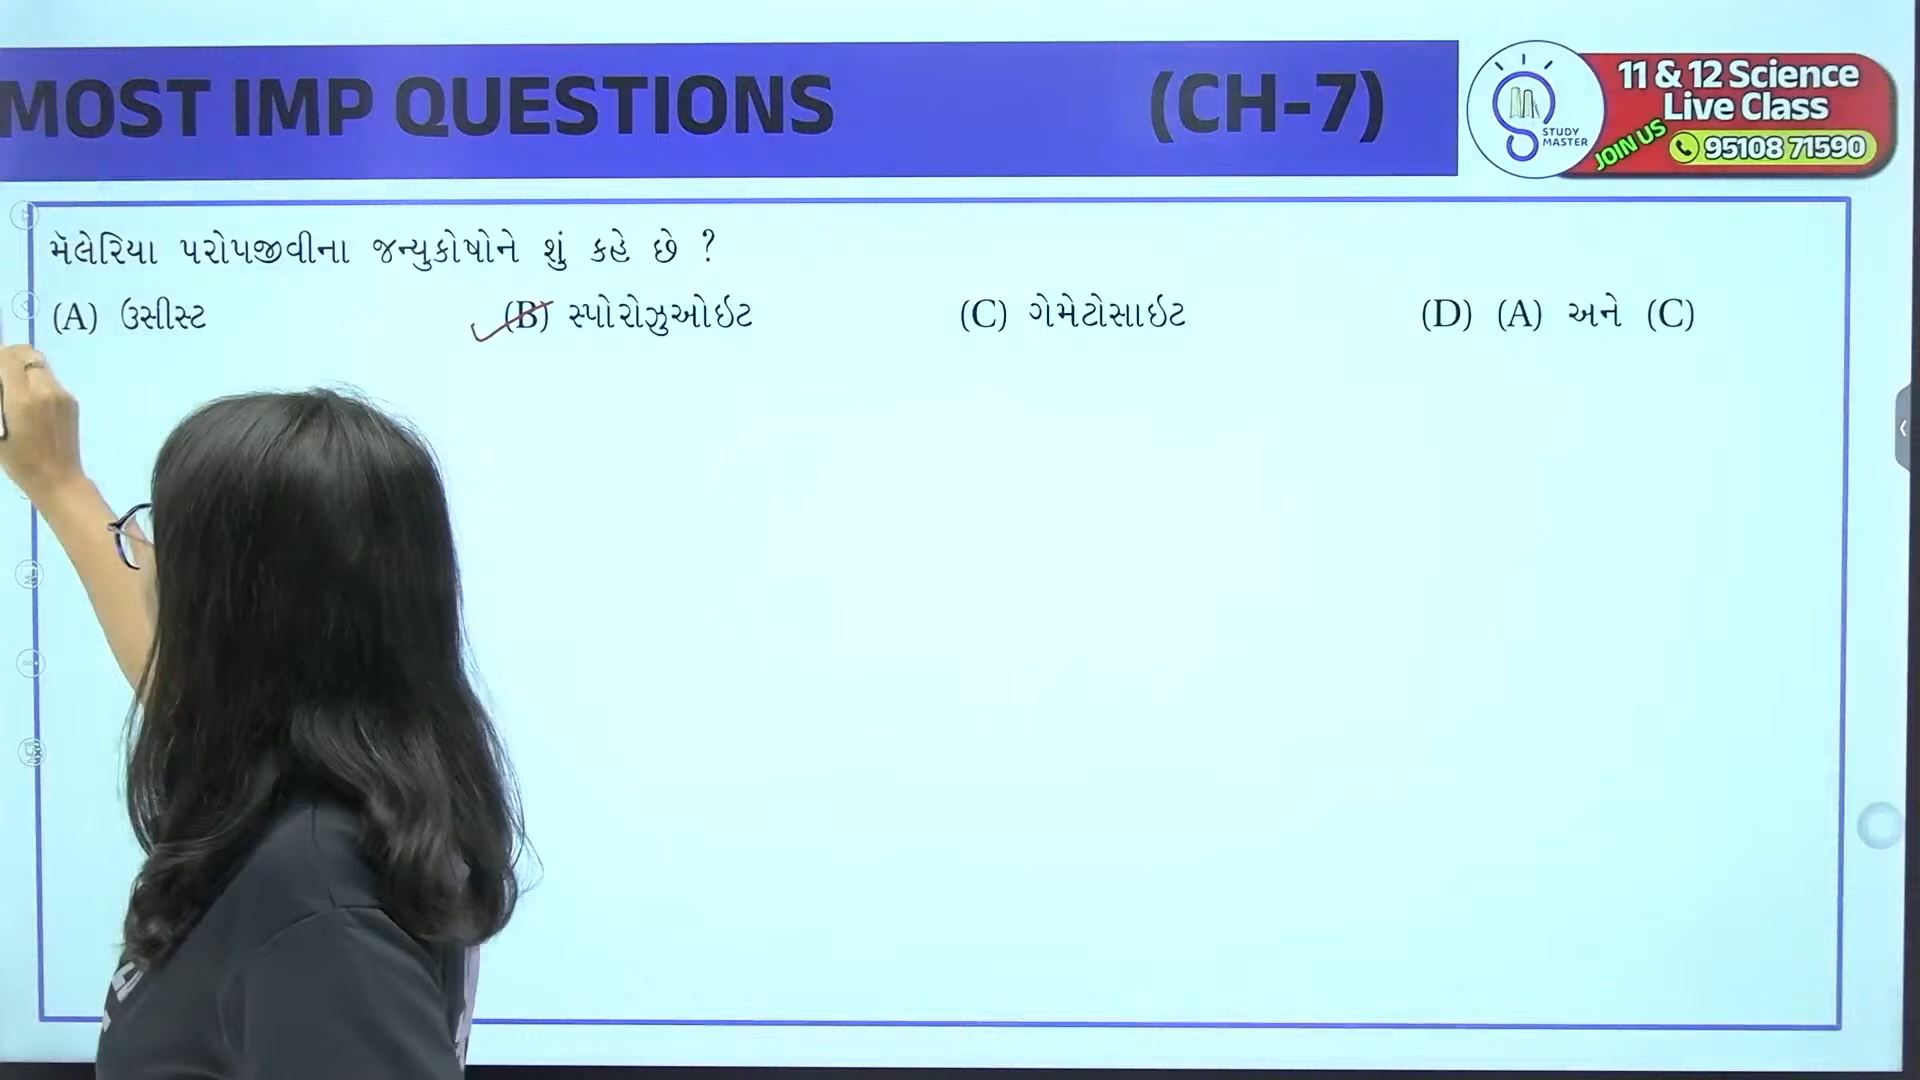 MOST IMP QUESTIONS (CH-7)
STUDY
MASTER
11 & 12 Science
Live Class
JOIN US
95108 71590
મૅલેરિયા પરોપજીવીના જન્યુકોષોને શું કહે છે ?
(A) ઉસીસ્ટ (B) સ્પોરોઝુઓઇટ (C) ગેમેટોસાઇટ (D) (A) અને (C)